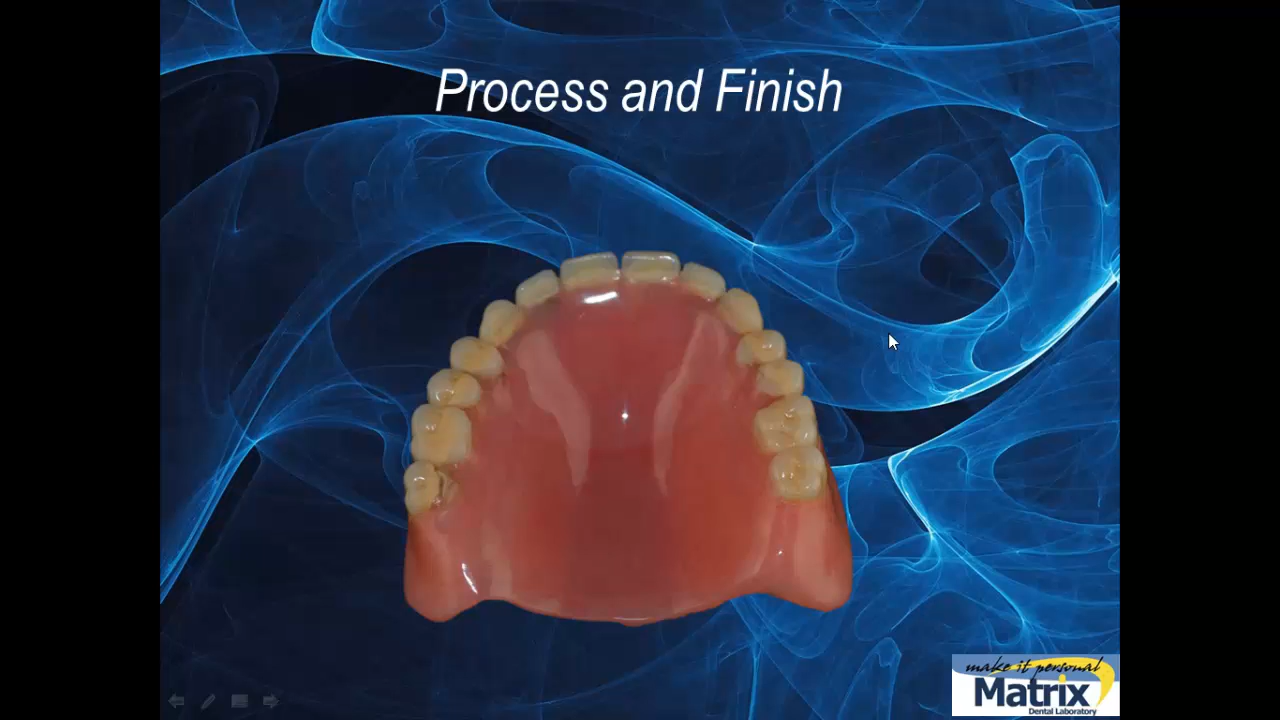 Process and Finish
make it personal
Matrix
Dental Laboratory